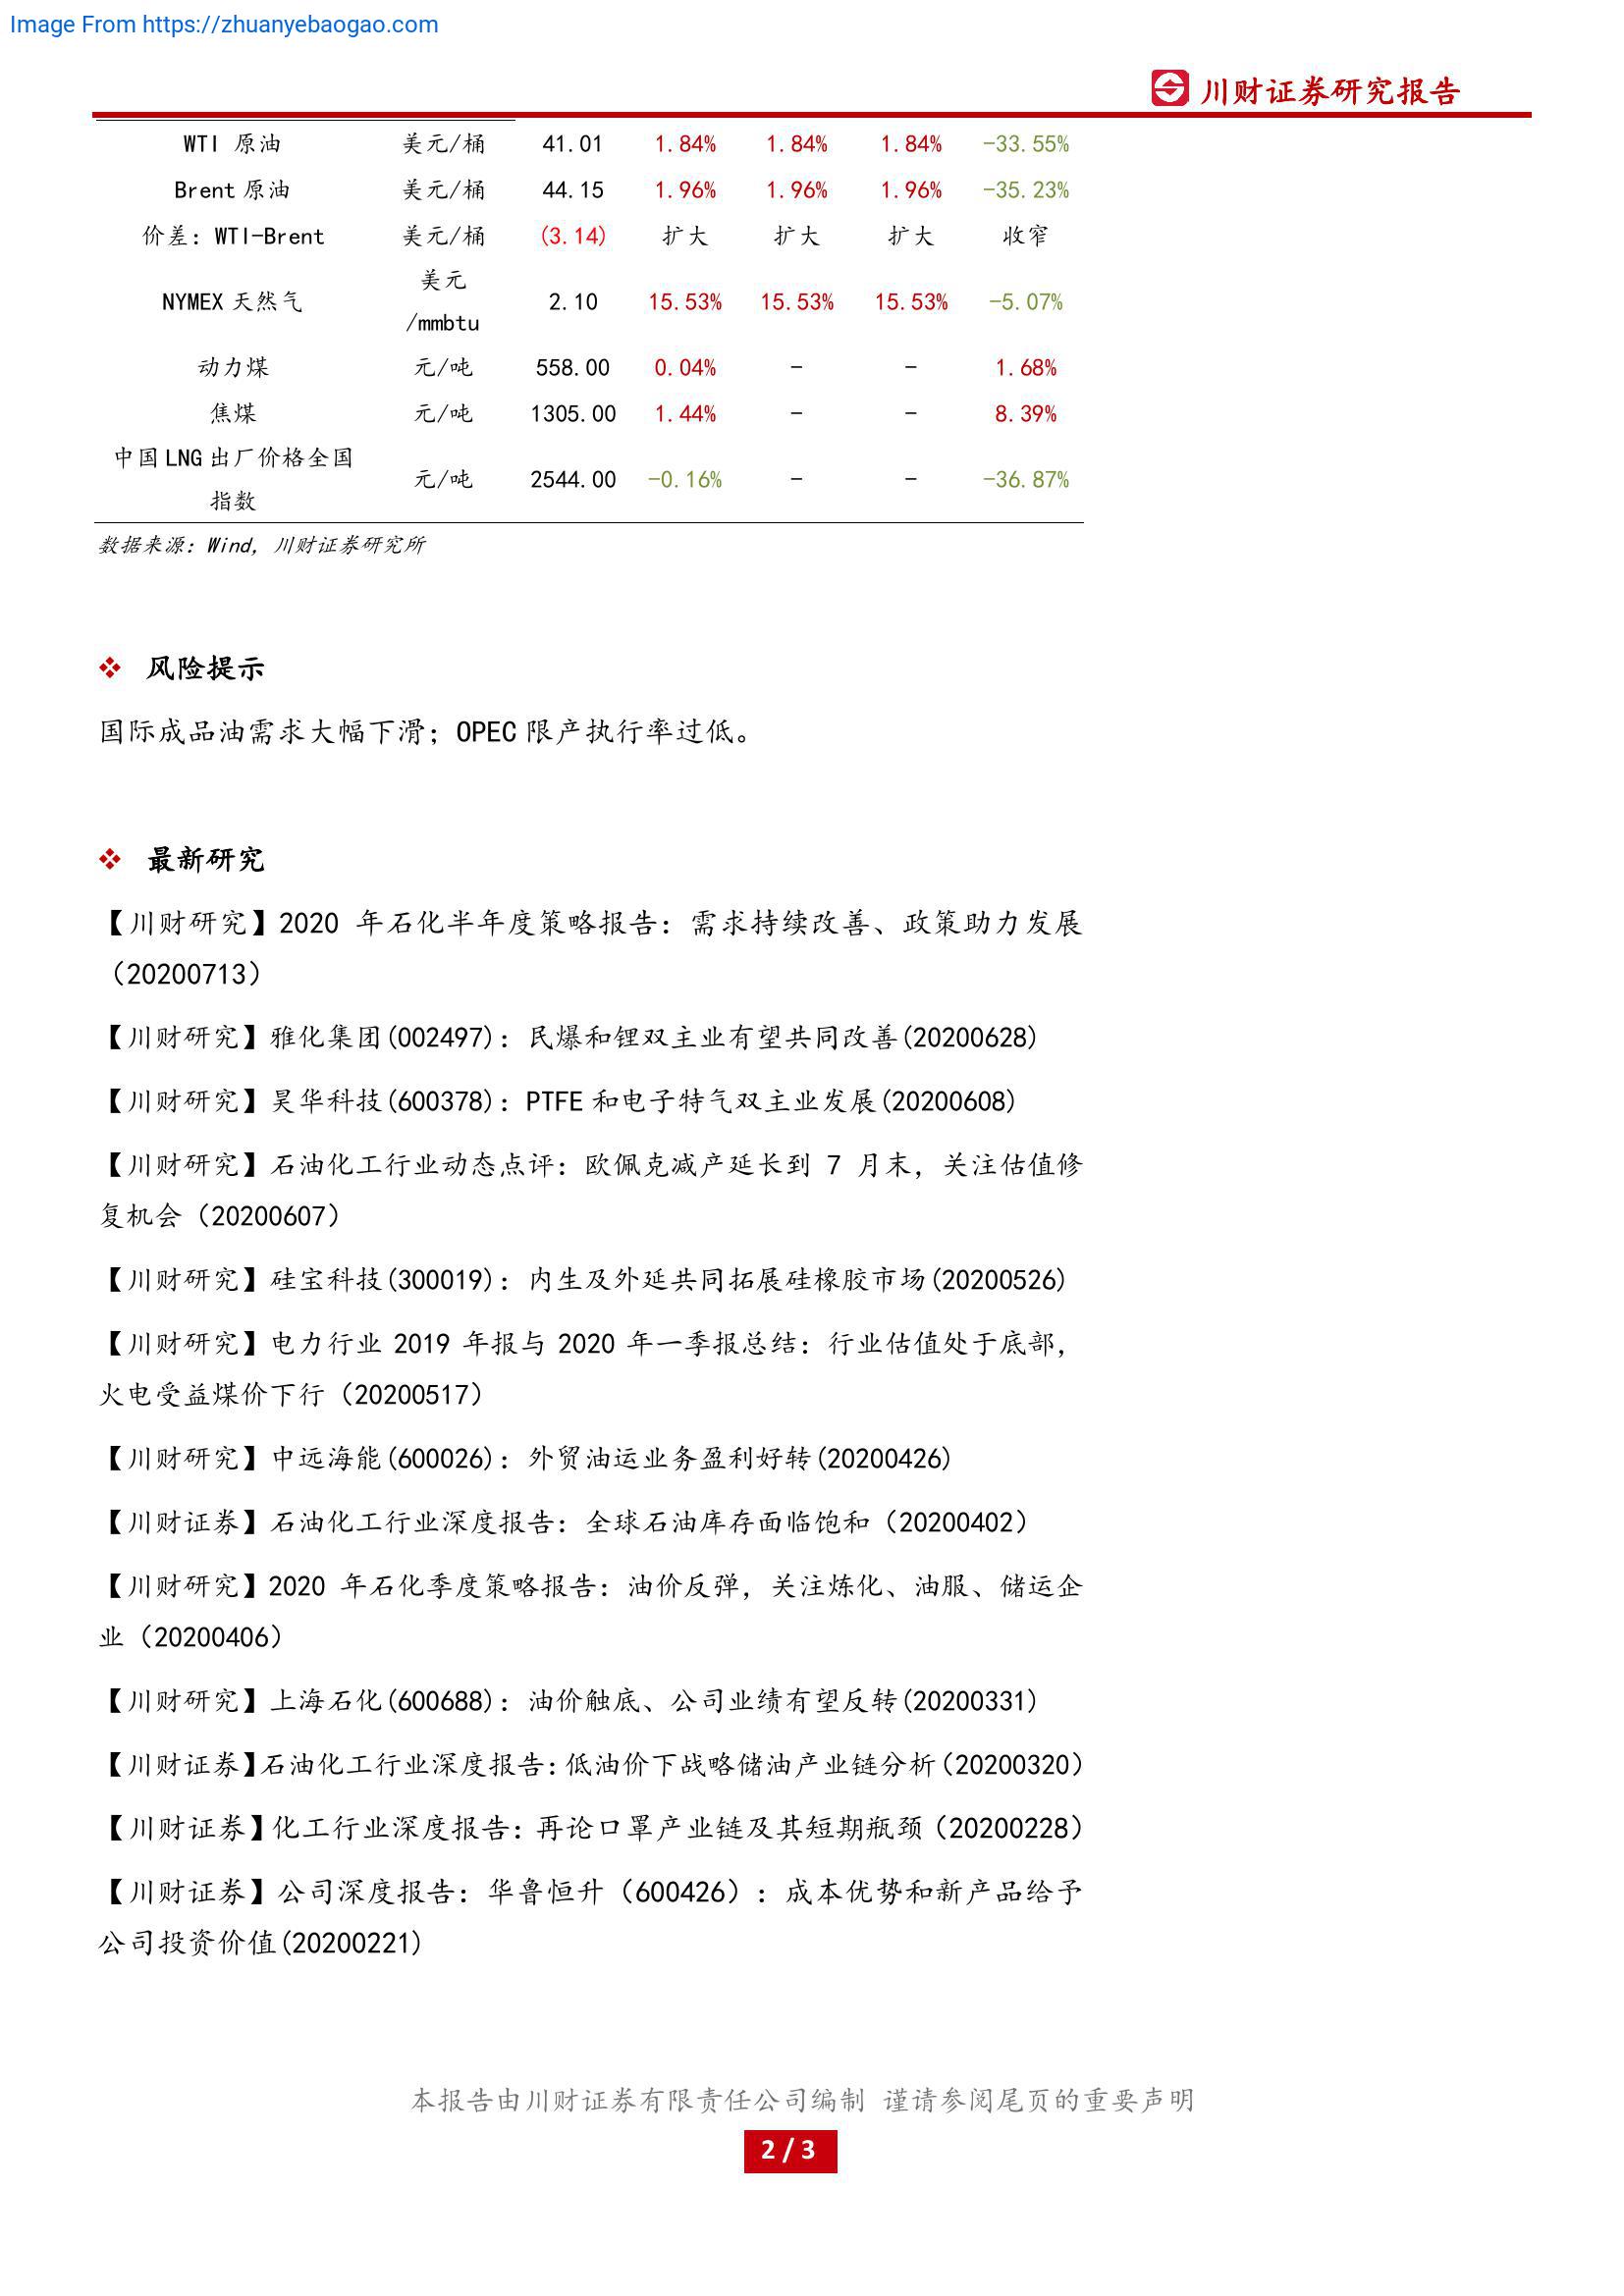 Image From https://zhuanyebaogao.com
川财证券研究报告
WTI 原油 美元/桶 41.01 1.84% 1.84% 1.84% -33.55%
Brent 原油 美元/桶 44.15 1.96% 1.96% 1.96% -35.23%
价差：WTI-Brent 美元/桶 (3.14) 扩大 扩大 扩大 收窄
NYMEX 天然气 美元/mmbtu 2.10 15.53% 15.53% 15.53% -5.07%
动力煤 元/吨 558.00 0.04% - - 1.68%
焦煤 元/吨 1305.00 1.44% - - 8.39%
中国 LNG 出厂价格全国指数 元/吨 2544.00 -0.16% - - -36.87%
数据来源：Wind，川财证券研究所
❖ 风险提示
国际成品油需求大幅下滑；OPEC 限产执行率过低。
❖ 最新研究
【川财研究】2020 年石化半年度策略报告：需求持续改善、政策助力发展
（20200713）
【川财研究】雅化集团(002497)：民爆和锂双主业有望共同改善(20200628)
【川财研究】昊华科技(600378)：PTFE 和电子特气双主业发展(20200608)
【川财研究】石油化工行业动态点评：欧佩克减产延长到 7 月末，关注估值修
复机会（20200607）
【川财研究】硅宝科技(300019)：内生及外延共同拓展硅橡胶市场(20200526)
【川财研究】电力行业 2019 年报与 2020 年一季报总结：行业估值处于底部，
火电受益煤价下行（20200517）
【川财研究】中远海能(600026)：外贸油运业务盈利好转(20200426)
【川财证券】石油化工行业深度报告：全球石油库存面临饱和（20200402）
【川财研究】2020 年石化季度策略报告：油价反弹，关注炼化、油服、储运企
业（20200406）
【川财研究】上海石化(600688)：油价触底、公司业绩有望反转(20200331)
【川财证券】石油化工行业深度报告：低油价下战略储油产业链分析（20200320）
【川财证券】化工行业深度报告：再论口罩产业链及其短期瓶颈（20200228）
【川财证券】公司深度报告：华鲁恒升（600426）：成本优势和新产品给予
公司投资价值(20200221)
本报告由川财证券有限责任公司编制 谨请参阅尾页的重要声明
2 / 3